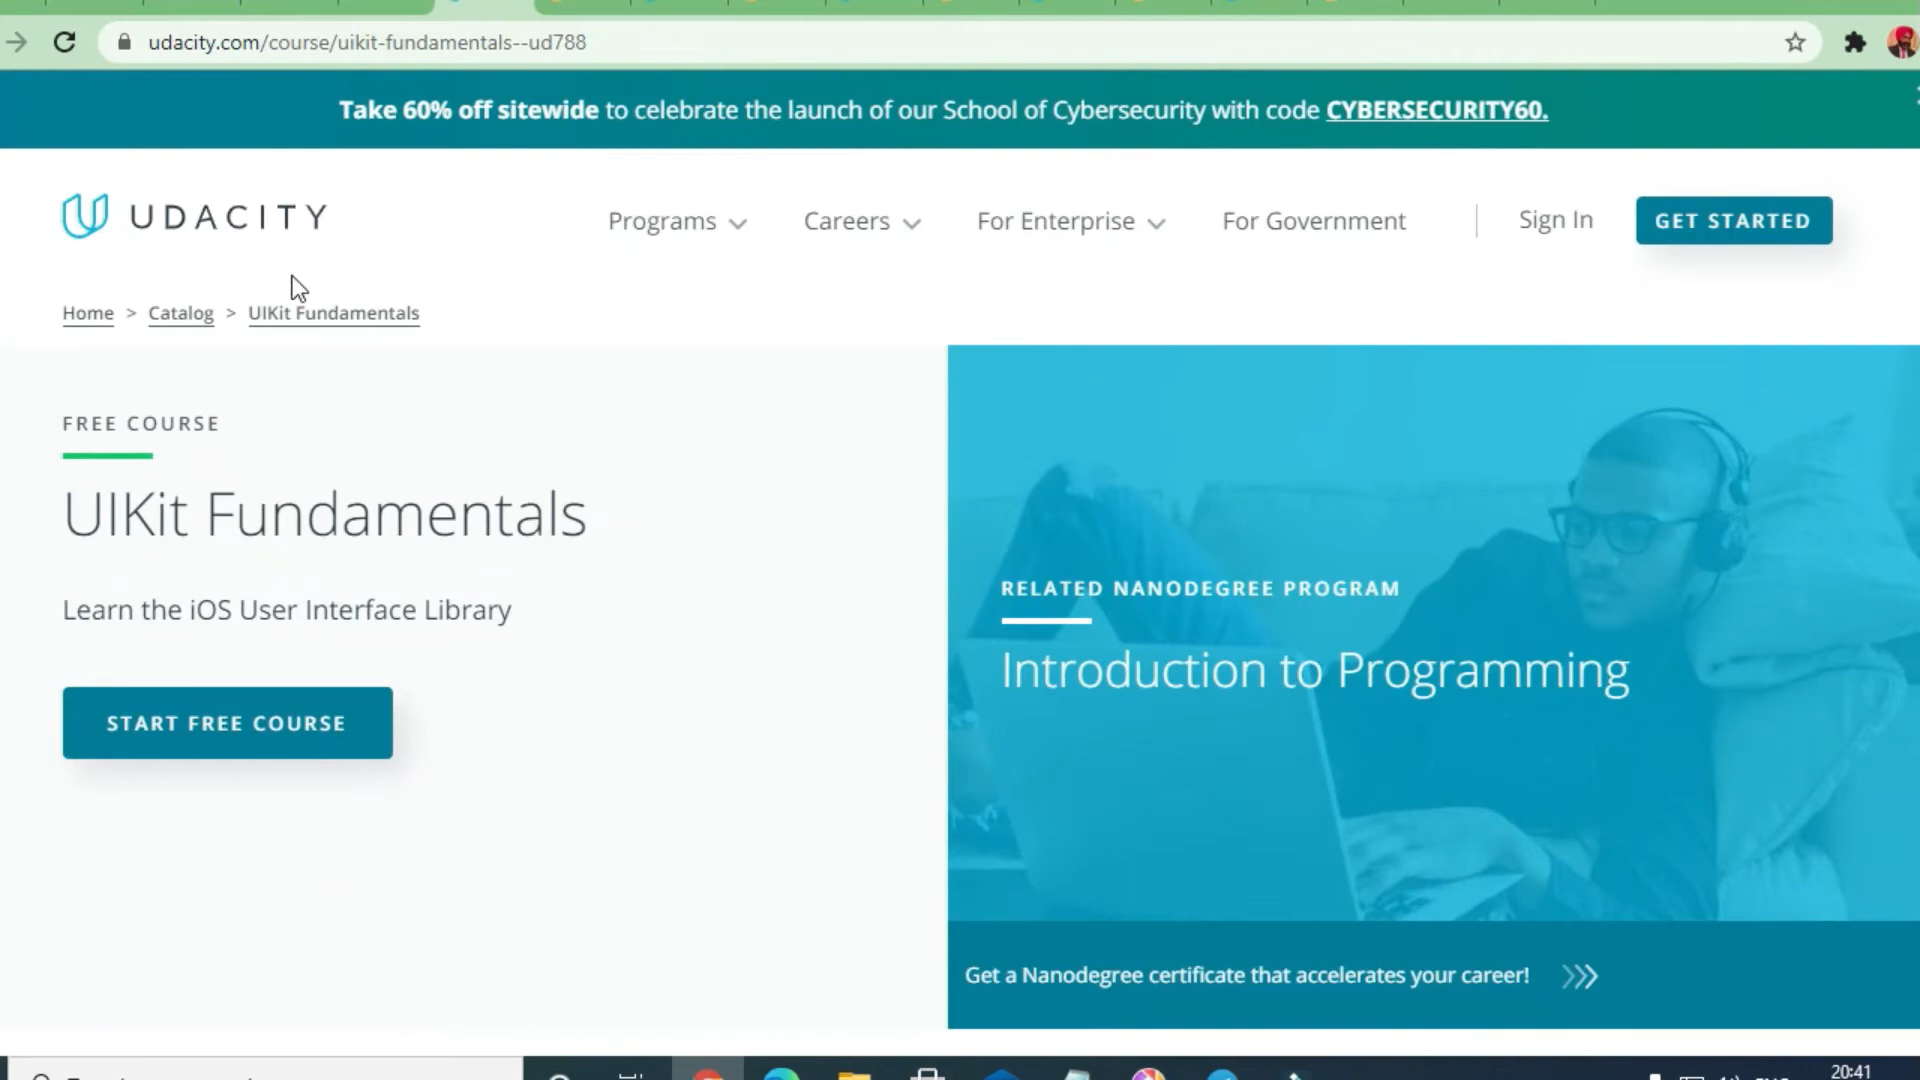 udacity.com/course/uikit-fundamentals--ud788
Take 60% off sitewide to celebrate the launch of our School of Cybersecurity with code CYBERSECURITY60.
UDACITY
Programs
Careers
For Enterprise
For Government
Sign In
GET STARTED
Home > Catalog > UIKit Fundamentals
FREE COURSE
UIKit Fundamentals
Learn the iOS User Interface Library
START FREE COURSE
RELATED NANODEGREE PROGRAM
Introduction to Programming
Get a Nanodegree certificate that accelerates your career!
20:41